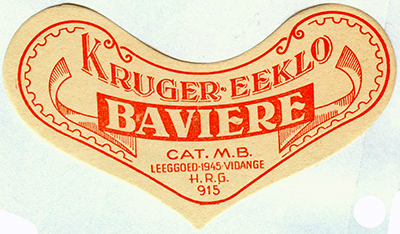 KRUGER·EEKLO
BAVIERE
CAT. M.B.
LEEGGOED·1945·VIDANGE
H.R.G.
915